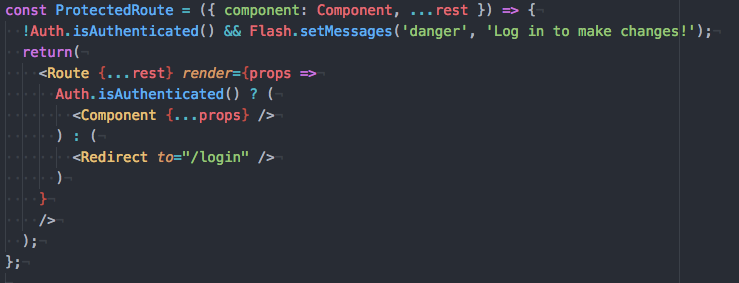 const ProtectedRoute = ({ component: Component, ...rest }) => {
  !Auth.isAuthenticated() && Flash.setMessages('danger', 'Log in to make changes!');
  return(
    <Route {...rest} render={props =>
      Auth.isAuthenticated() ? (
        <Component {...props} />
      ) : (
        <Redirect to="/login" />
      )
    }
    />
  );
};